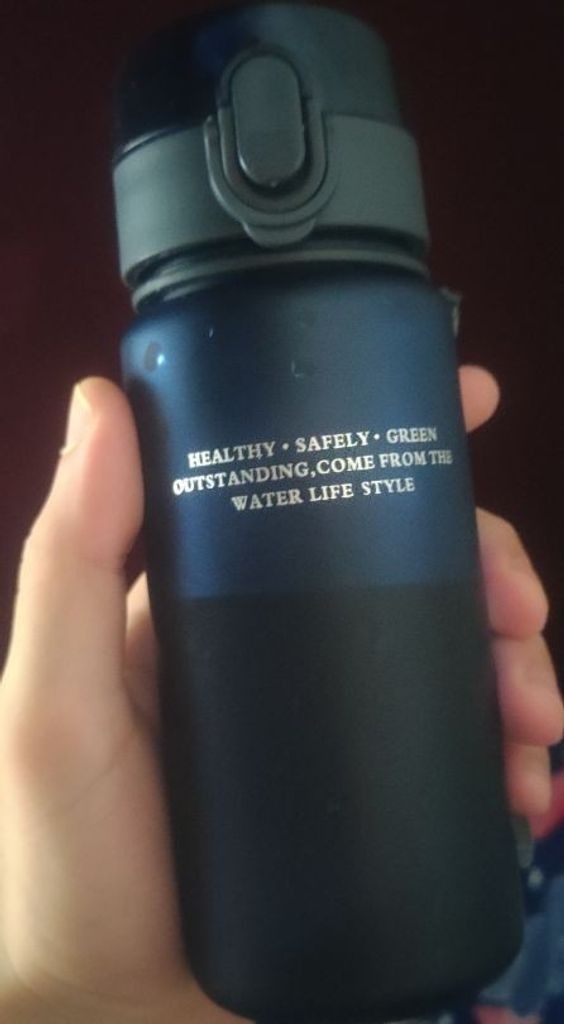 HEALTHY • SAFELY • GREEN
OUTSTANDING,COME FROM THE
WATER LIFE STYLE